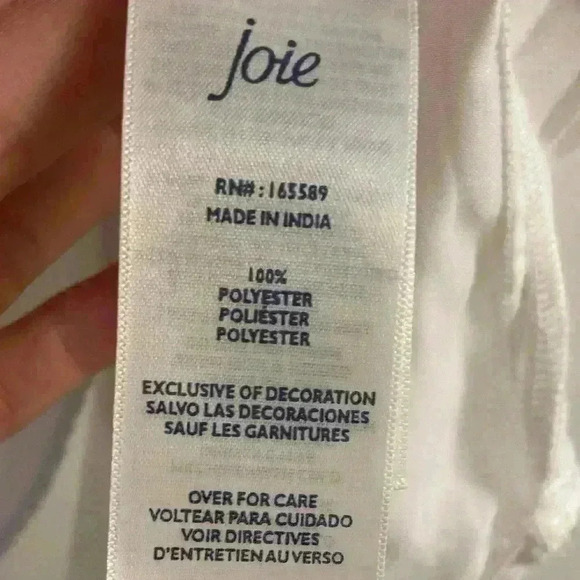 joie
RN#: 165589
MADE IN INDIA
100%
POLYESTER
POLIÉSTER
POLYESTER
EXCLUSIVE OF DECORATION
SALVO LAS DECORACIONES
SAUF LES GARNITURES
OVER FOR CARE
VOLTEAR PARA CUIDADO
VOIR DIRECTIVES
D'ENTRETIEN AU VERSO